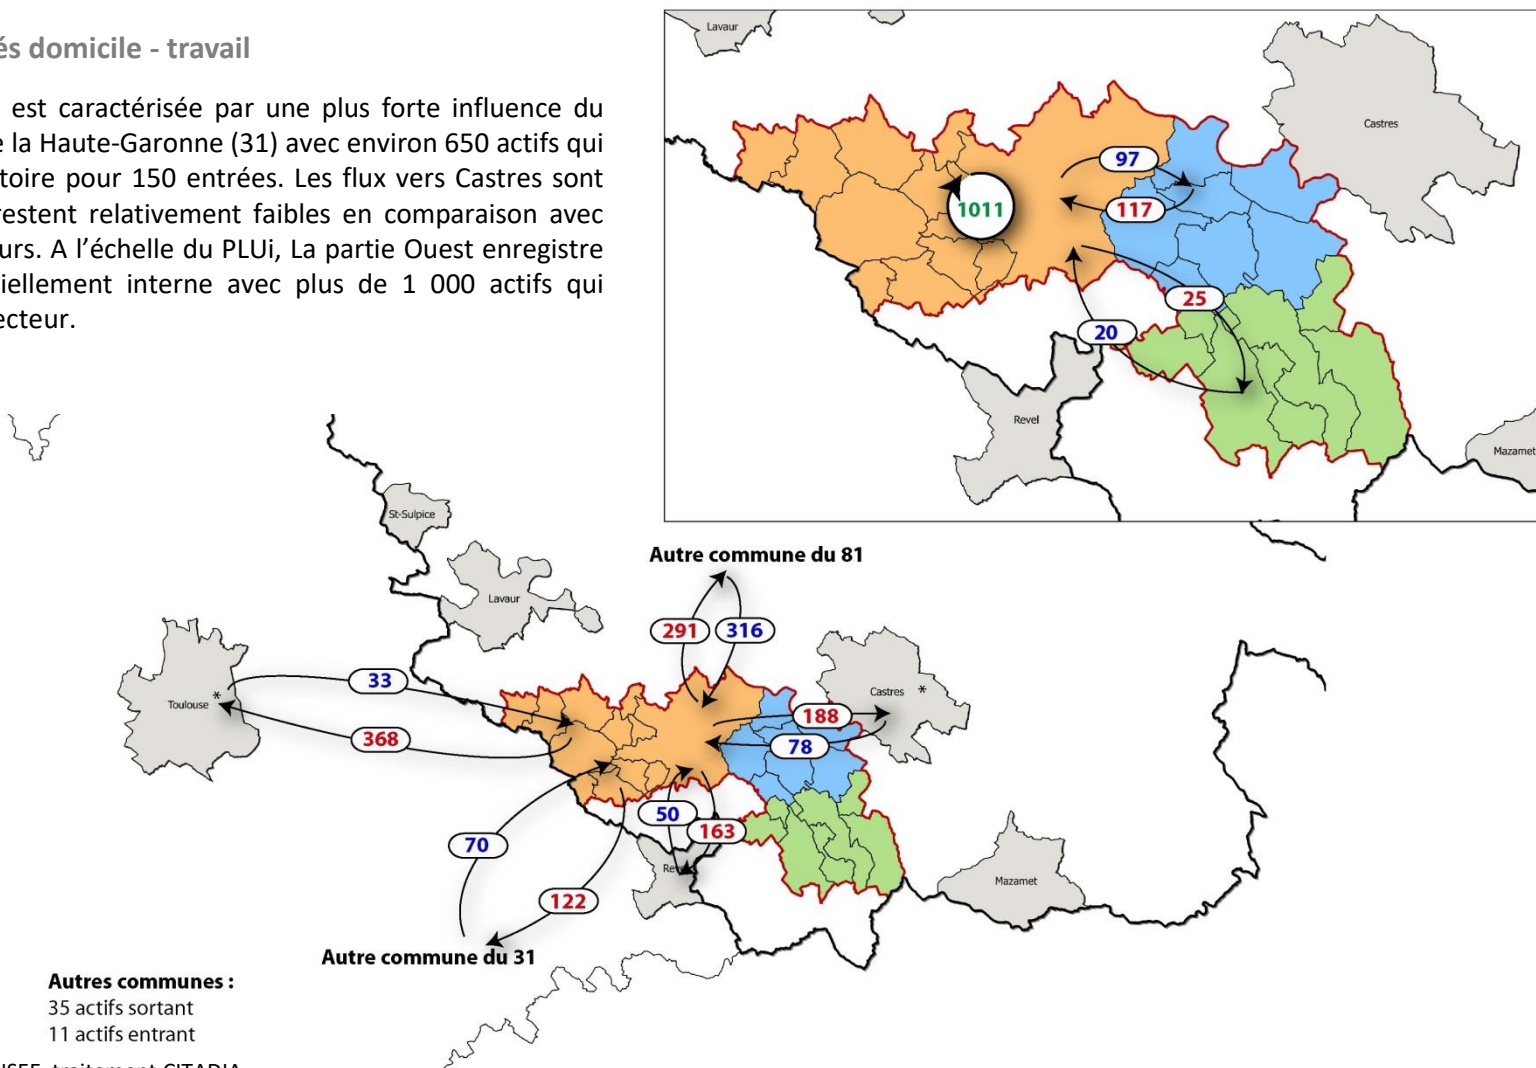 és domicile - travail
est caractérisée par une plus forte influence du
la Haute-Garonne (31) avec environ 650 actifs qui
toire pour 150 entrées. Les flux vers Castres sont
restent relativement faibles en comparaison avec
urs. A l’échelle du PLUi, La partie Ouest enregistre
iellement interne avec plus de 1 000 actifs qui
ecteur.
Lavaur
Castres
97
1011
117
25
20
Revel
Mazamet
St-Sulpice
Autre commune du 81
Lavaur
291
316
Toulouse *
33
Castres *
188
368
78
50
163
70
Rev
122
Mazamet
Autre commune du 31
Autres communes :
35 actifs sortant
11 actifs entrant
INSEE, traitement CITADIA